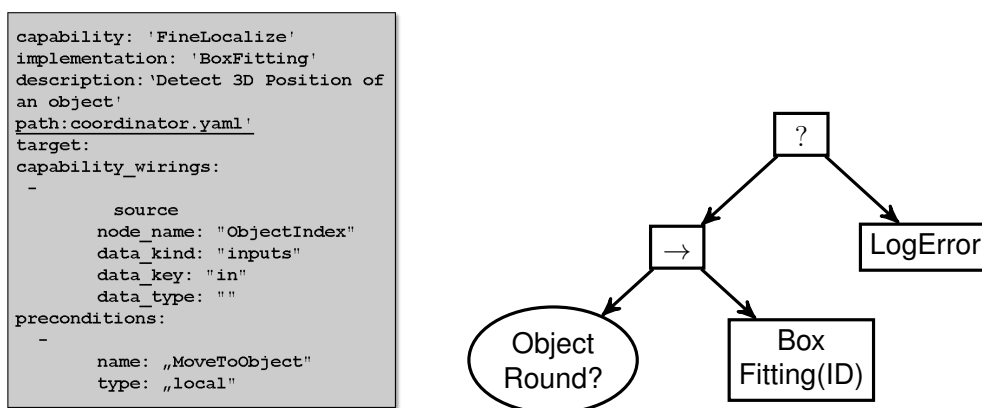 capability: 'FineLocalize'
implementation: 'BoxFitting'
description:‘Detect 3D Position of
an object'
path:coordinator.yaml'
target:
capability_wirings:
-
source
node_name: "ObjectIndex"
data_kind: "inputs"
data_key: "in"
data_type: ""
preconditions:
-
name: „MoveToObject"
type: „local"
?
→
LogError
Object
Round?
Box
Fitting(ID)